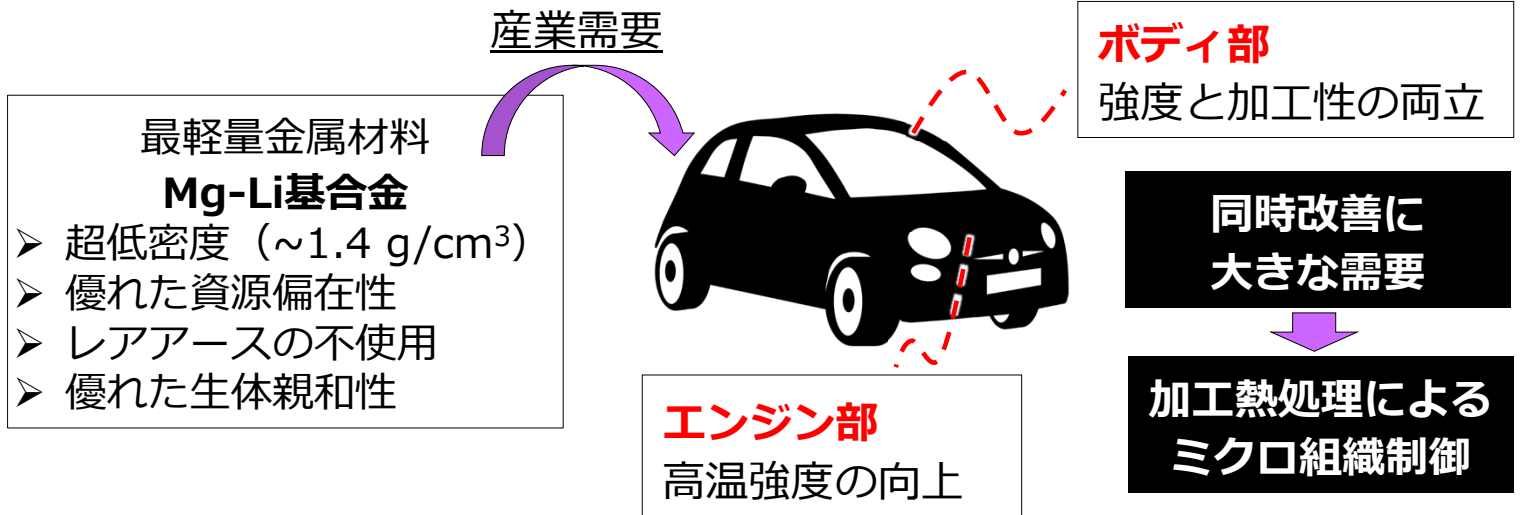 産業需要
最軽量金属材料
Mg-Li基合金
➢ 超低密度（~1.4 g/cm³）
➢ 優れた資源偏在性
➢ レアアースの不使用
➢ 優れた生体親和性
ボディ部
強度と加工性の両立
エンジン部
高温強度の向上
同時改善に
大きな需要
加工熱処理による
ミクロ組織制御